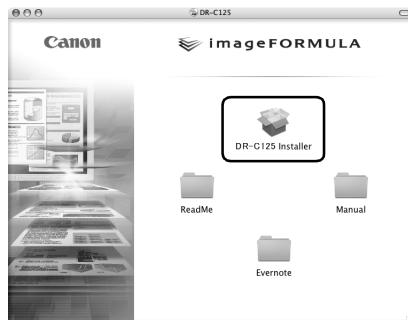 DR-C125
Canon
imageFORMULA
DR-C125 Installer
ReadMe
Manual
Evernote